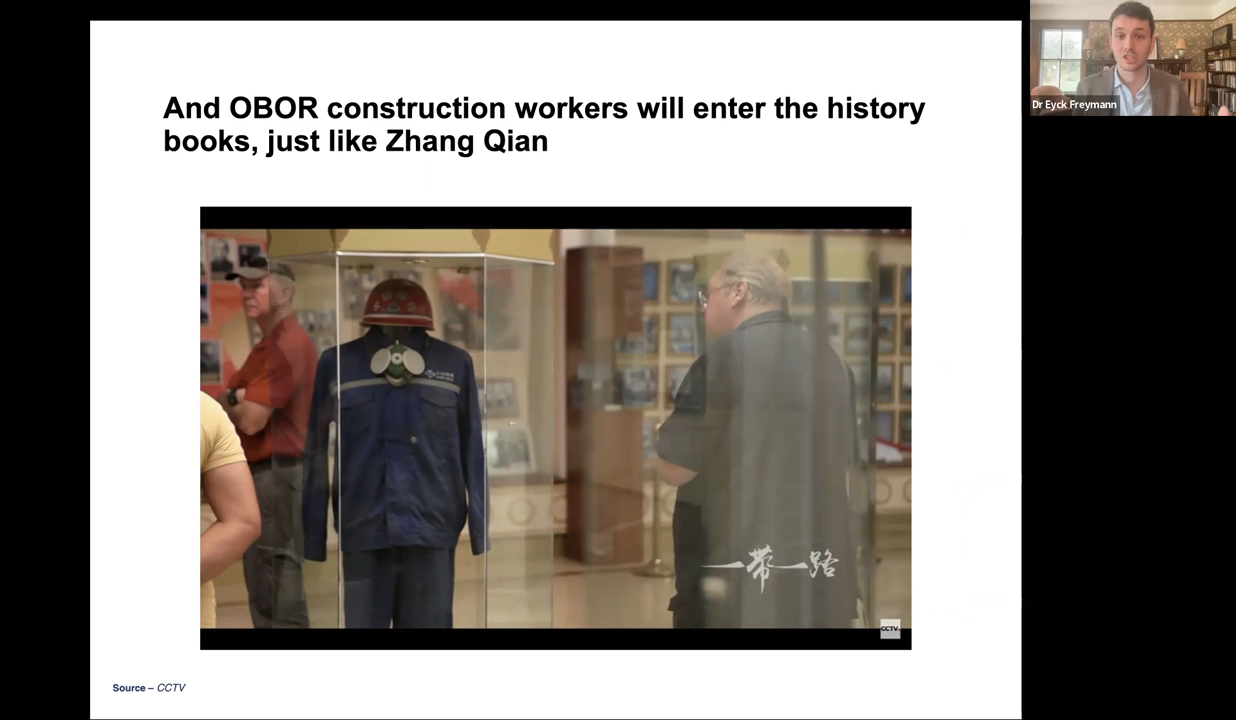 And OBOR construction workers will enter the history
books, just like Zhang Qian
Dr Eyck Freymann
一带一路
CCTV
Source – CCTV